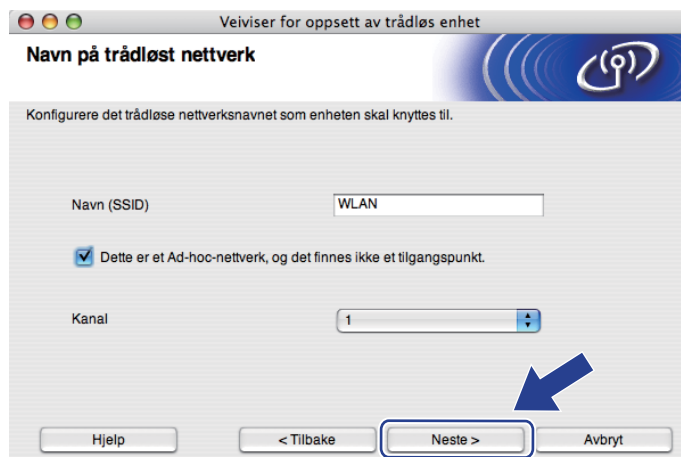 Veiviser for oppsett av trådløs enhet
Navn på trådløst nettverk
Konfigurere det trådløse nettverksnavnet som enheten skal knyttes til.
Navn (SSID) WLAN
Dette er et Ad-hoc-nettverk, og det finnes ikke et tilgangspunkt.
Kanal 1
Hjelp < Tilbake Neste > Avbryt